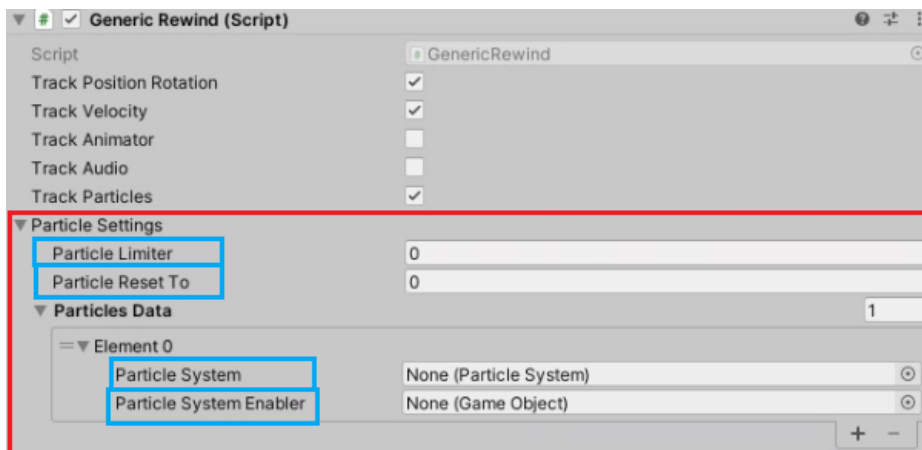 Generic Rewind (Script)
Script GenericRewind
Track Position Rotation
Track Velocity
Track Animator
Track Audio
Track Particles
Particle Settings
Particle Limiter 0
Particle Reset To 0
Particles Data 1
Element 0
Particle System None (Particle System)
Particle System Enabler None (Game Object)